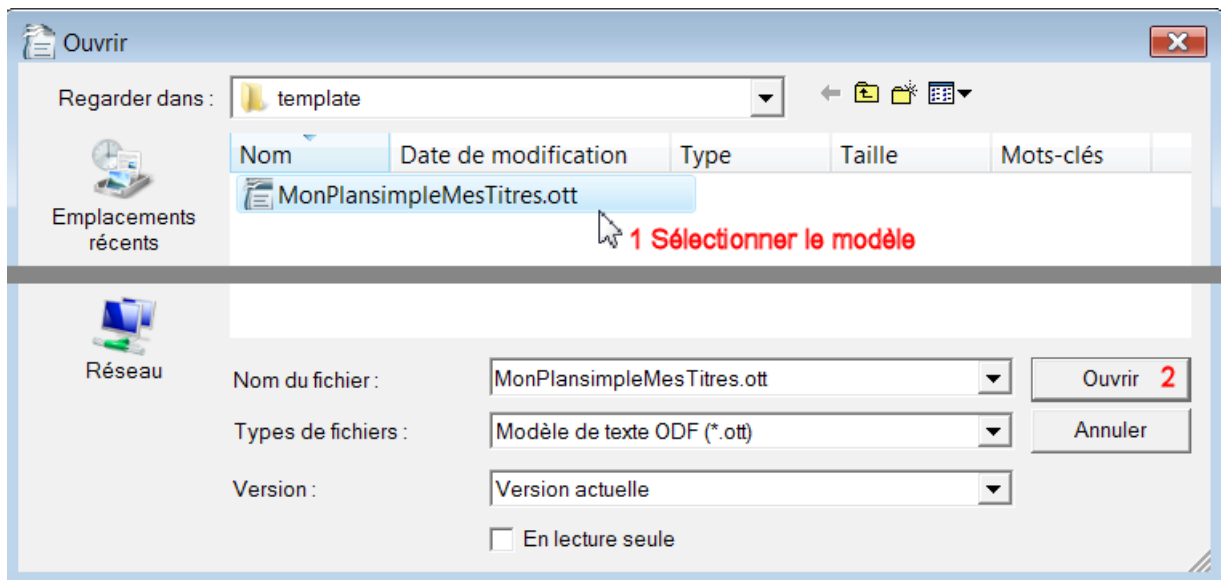 Ouvrir
Regarder dans :
template
Nom Date de modification Type Taille Mots-clés
MonPlansimpleMesTitres.ott
Emplacements
récents
1 Sélectionner le modèle
Réseau
Nom du fichier : MonPlansimpleMesTitres.ott Ouvrir 2
Types de fichiers : Modèle de texte ODF (*.ott) Annuler
Version : Version actuelle
En lecture seule